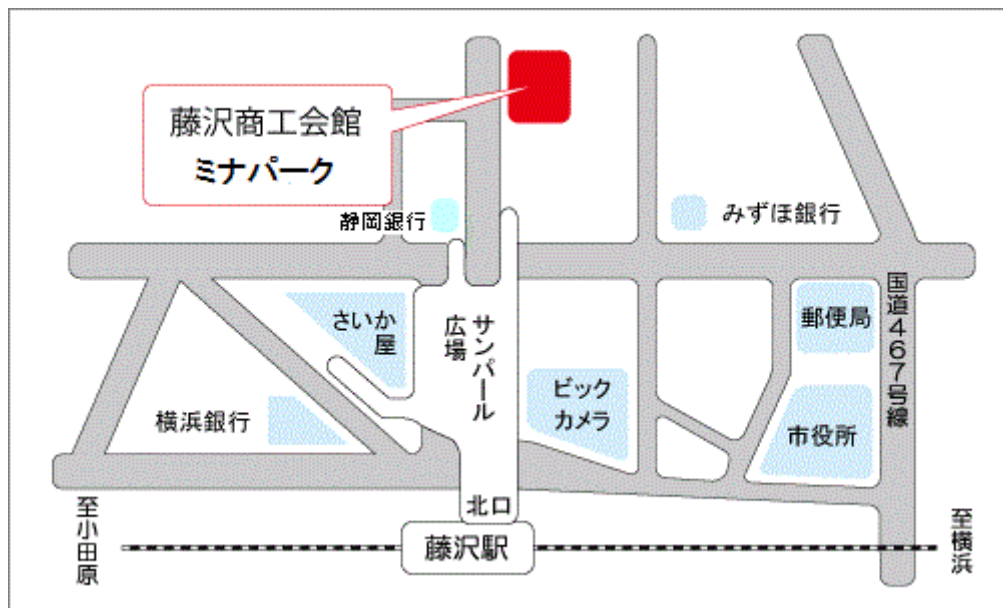 藤沢商工会館
ミナパーク
静岡銀行
みずほ銀行
さいか
屋
サンパール
広場
ビック
カメラ
郵便局
国道467号線
横浜銀行
市役所
北口
藤沢駅
至小田原
至横浜